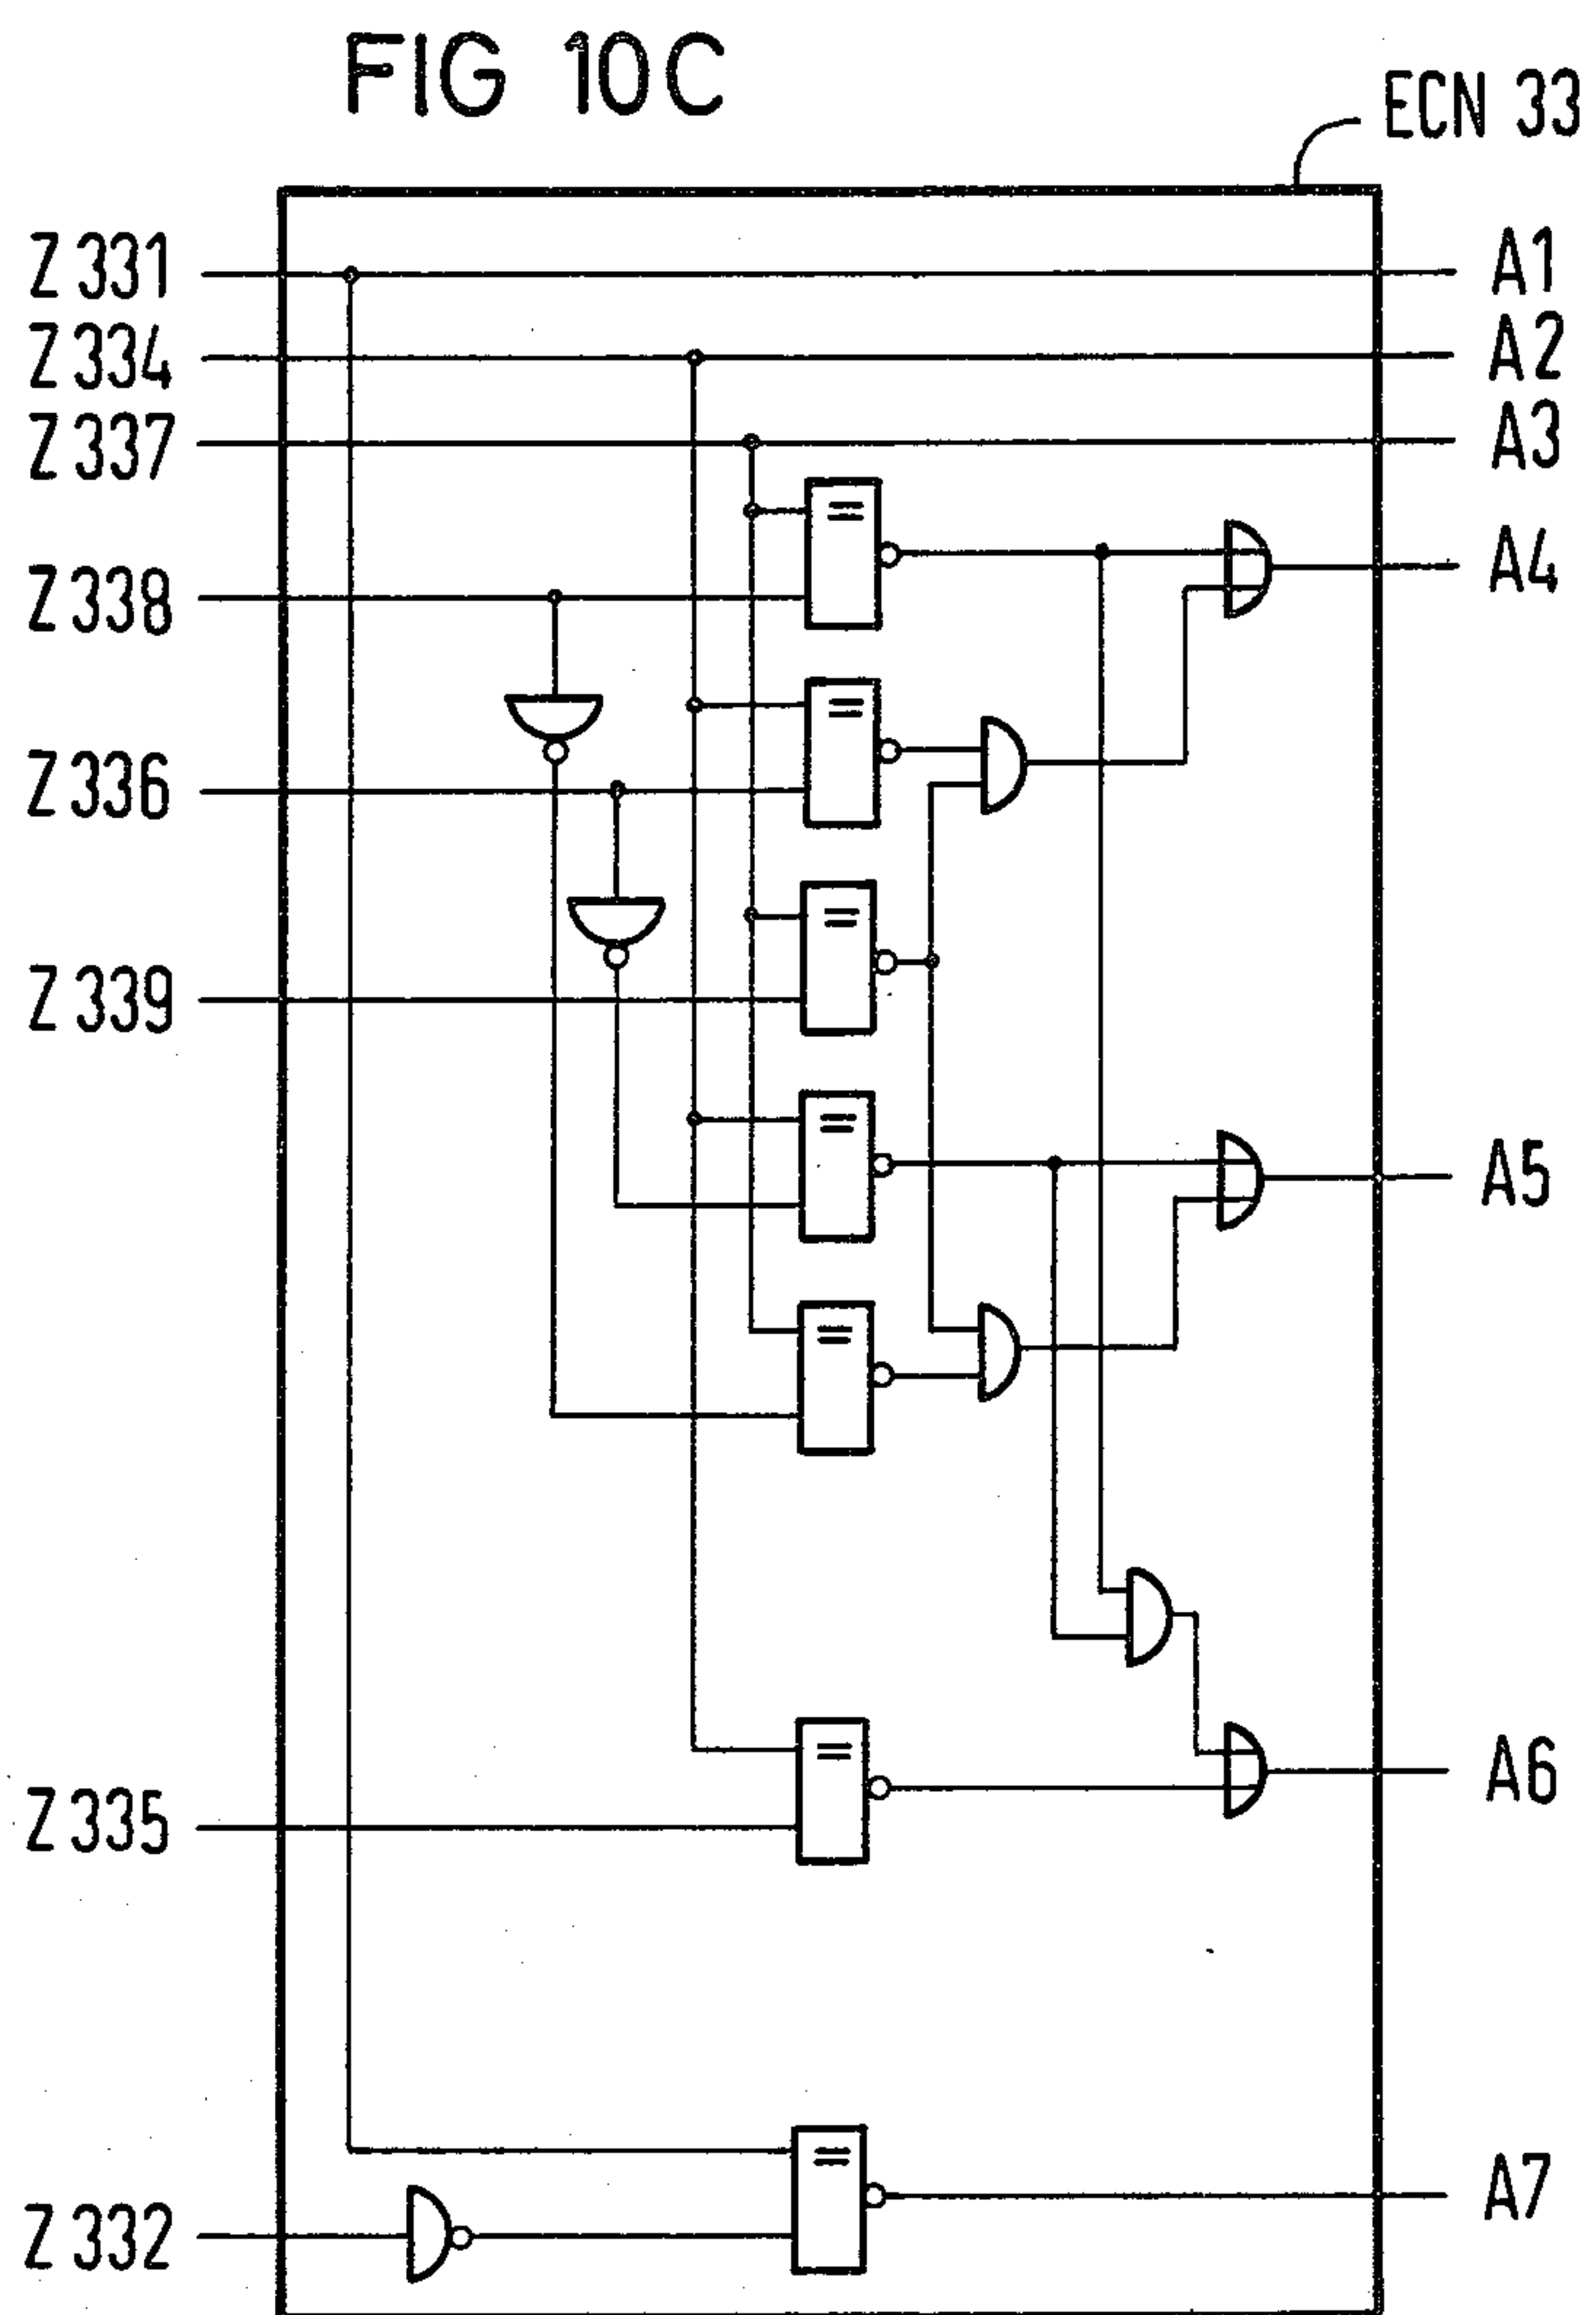 FIG 10C
ECN 33
Z 331
A1
Z 334
A2
Z 337
A3
=
A4
Z 338
=
Z 336
=
Z 339
=
A5
=
=
A6
Z 335
=
A7
Z 332